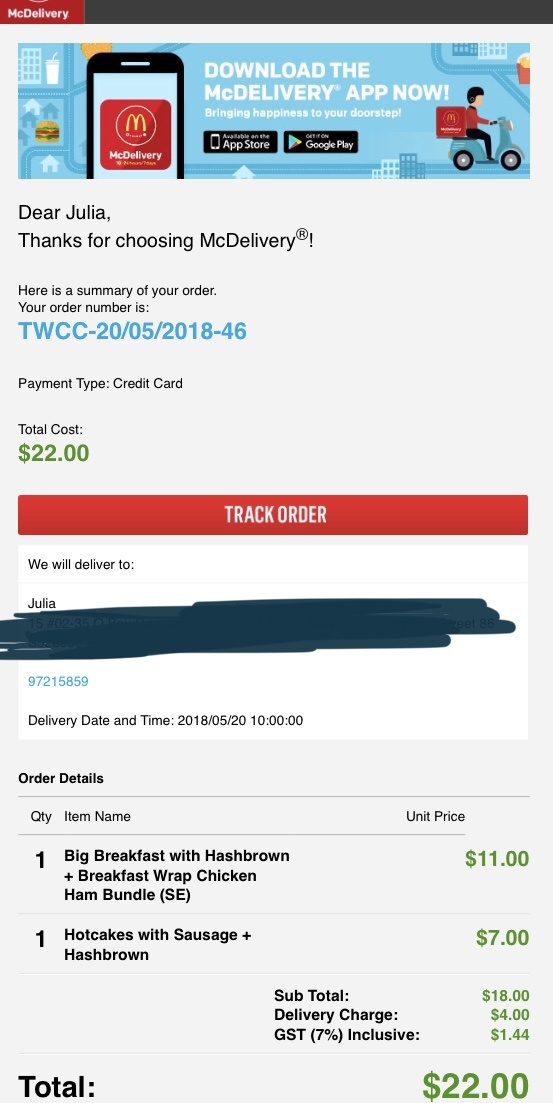 McDelivery
DOWNLOAD THE
McDELIVERY® APP NOW!
Bringing happiness to your doorstep!
Available on the
App Store
GET IT ON
Google Play
McDelivery
McDelivery
Dear Julia,
Thanks for choosing McDelivery®!
Here is a summary of your order.
Your order number is:
TWCC-20/05/2018-46
Payment Type: Credit Card
Total Cost:
$22.00
TRACK ORDER
We will deliver to:
Julia
97215859
Delivery Date and Time: 2018/05/20 10:00:00
Order Details
Qty Item Name Unit Price
1 Big Breakfast with Hashbrown $11.00
+ Breakfast Wrap Chicken
Ham Bundle (SE)
1 Hotcakes with Sausage + $7.00
Hashbrown
Sub Total: $18.00
Delivery Charge: $4.00
GST (7%) Inclusive: $1.44
Total: $22.00